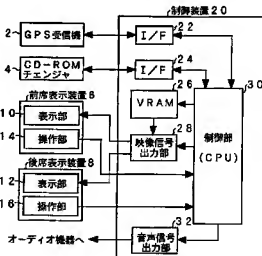 制御装置20
2 GPS受信機
I/F 22
4 CD-ROMチェンジャ
I/F 24
VRAM 26
30
前席表示装置6
10 表示部
14 操作部
映像信号出力部 28
制御部(CPU)
後席表示装置8
12 表示部
16 操作部
32
オーディオ機器へ
音声信号出力部